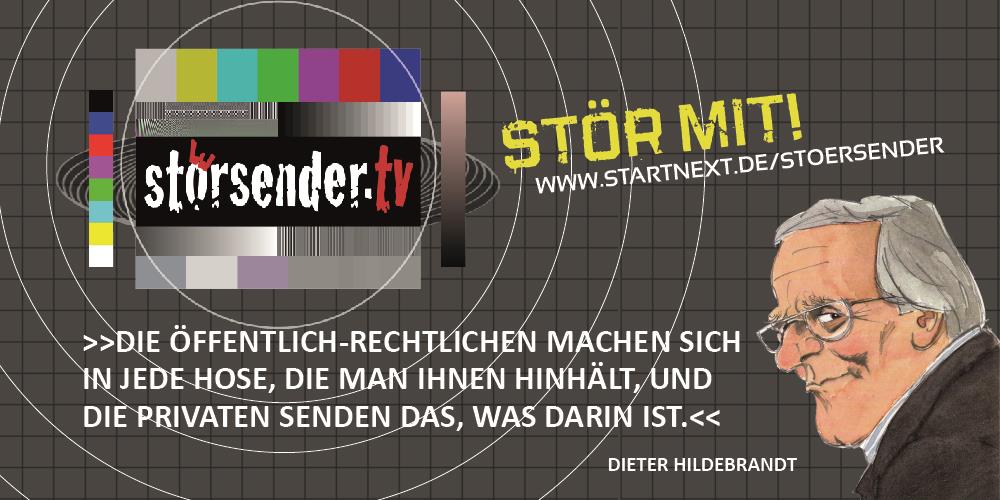 störsender.tv
STÖR MIT!
WWW.STARTNEXT.DE/STOERSENDER
>>DIE ÖFFENTLICH-RECHTLICHEN MACHEN SICH
IN JEDE HOSE, DIE MAN IHNEN HINHÄLT, UND
DIE PRIVATEN SENDEN DAS, WAS DARIN IST.<<
DIETER HILDEBRANDT